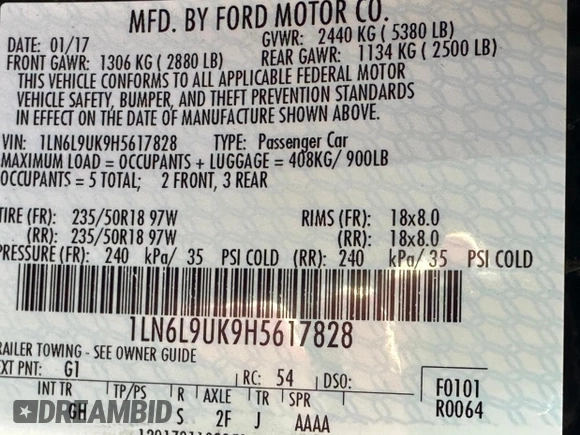 MFD. BY FORD MOTOR CO.
DATE: 01/17 GVWR: 2440 KG ( 5380 LB)
FRONT GAWR: 1306 KG ( 2880 LB) REAR GAWR: 1134 KG ( 2500 LB)
THIS VEHICLE CONFORMS TO ALL APPLICABLE FEDERAL MOTOR
VEHICLE SAFETY, BUMPER, AND THEFT PREVENTION STANDARDS
IN EFFECT ON THE DATE OF MANUFACTURE SHOWN ABOVE.
VIN: 1LN6L9UK9H5617828 TYPE: Passenger Car
MAXIMUM LOAD = OCCUPANTS + LUGGAGE = 408KG/ 900LB
OCCUPANTS = 5 TOTAL; 2 FRONT, 3 REAR
TIRE (FR): 235/50R18 97W RIMS (FR): 18x8.0
(RR): 235/50R18 97W (RR): 18x8.0
PRESSURE (FR): 240 kPa/ 35 PSI COLD (RR): 240 kPa/ 35 PSI COLD
1LN6L9UK9H5617828
RAILER TOWING - SEE OWNER GUIDE
EXT PNT: G1 RC: 54 DSO:
INT TR TP/PS R AXLE TR SPR F0101
GH S 2F J AAAA R0064
DREAMBID